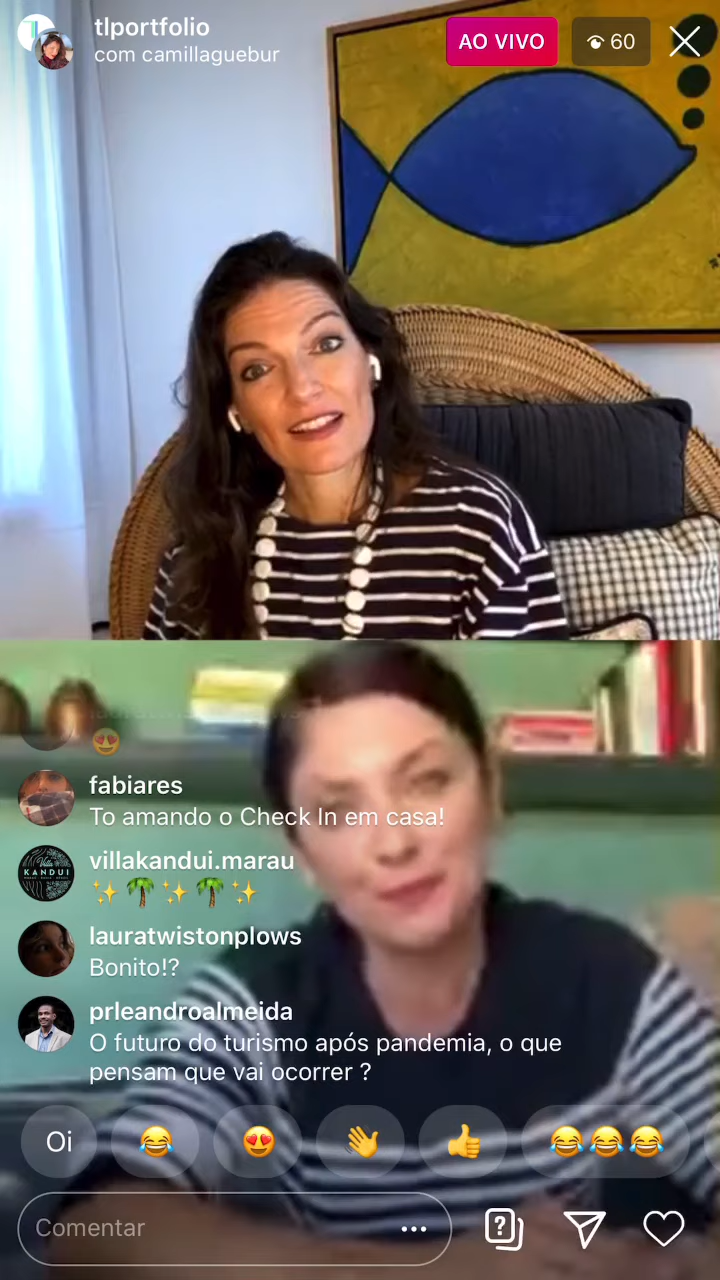 tlportfolio
com camillaguebur
AO VIVO
60
😍
fabiares
To amando o Check In em casa!
villakandui.marau
✨🌴✨🌴✨
KANDUI
lauratwistonplows
Bonito!?
prleandroalmeida
O futuro do turismo após pandemia, o que
pensam que vai ocorrer ?
Oi 😂 😍 👋 👍 😂😂😂
Comentar